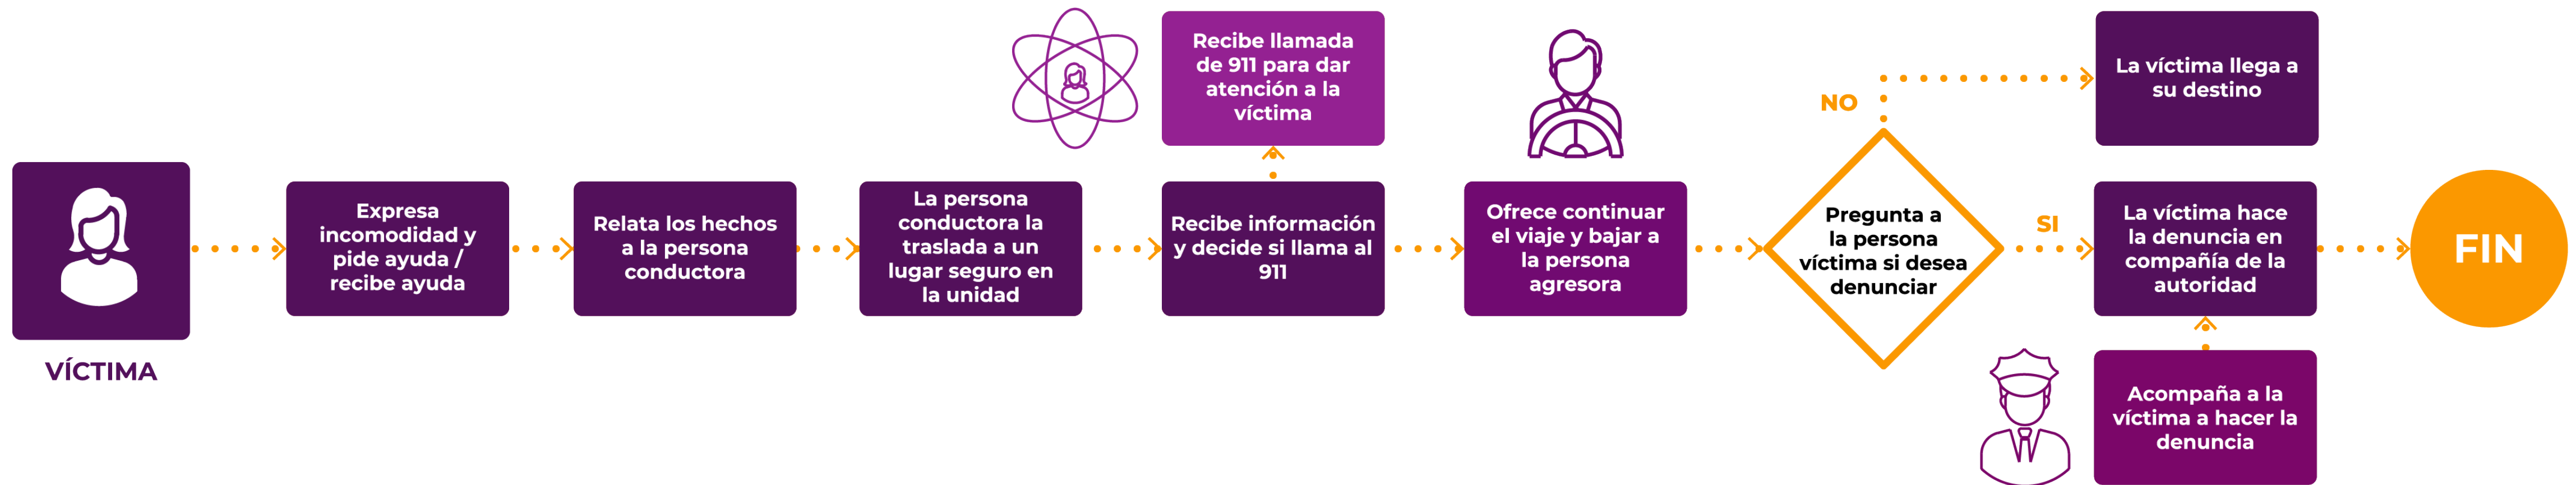 VÍCTIMA
Expresa
incomodidad y
pide ayuda /
recibe ayuda
Relata los hechos
a la persona
conductora
La persona
conductora la
traslada a un
lugar seguro en
la unidad
Recibe llamada
de 911 para dar
atención a la
víctima
Recibe información
y decide si llama al
911
Ofrece continuar
el viaje y bajar a
la persona
agresora
Pregunta a
la persona
víctima si desea
denunciar
NO
La víctima llega a
su destino
SI
La víctima hace
la denuncia en
compañía de la
autoridad
Acompaña a la
víctima a hacer la
denuncia
FIN